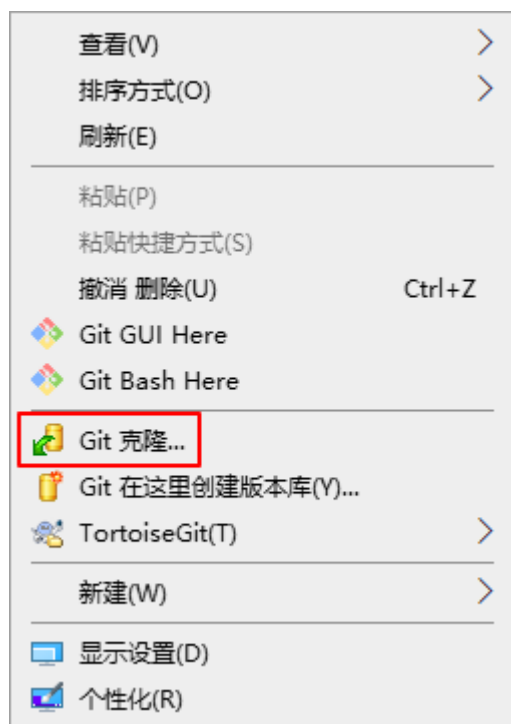 查看(V)
排序方式(O)
刷新(E)
粘贴(P)
粘贴快捷方式(S)
撤消 删除(U) Ctrl+Z
Git GUI Here
Git Bash Here
Git 克隆...
Git 在这里创建版本库(Y)...
TortoiseGit(T)
新建(W)
显示设置(D)
个性化(R)